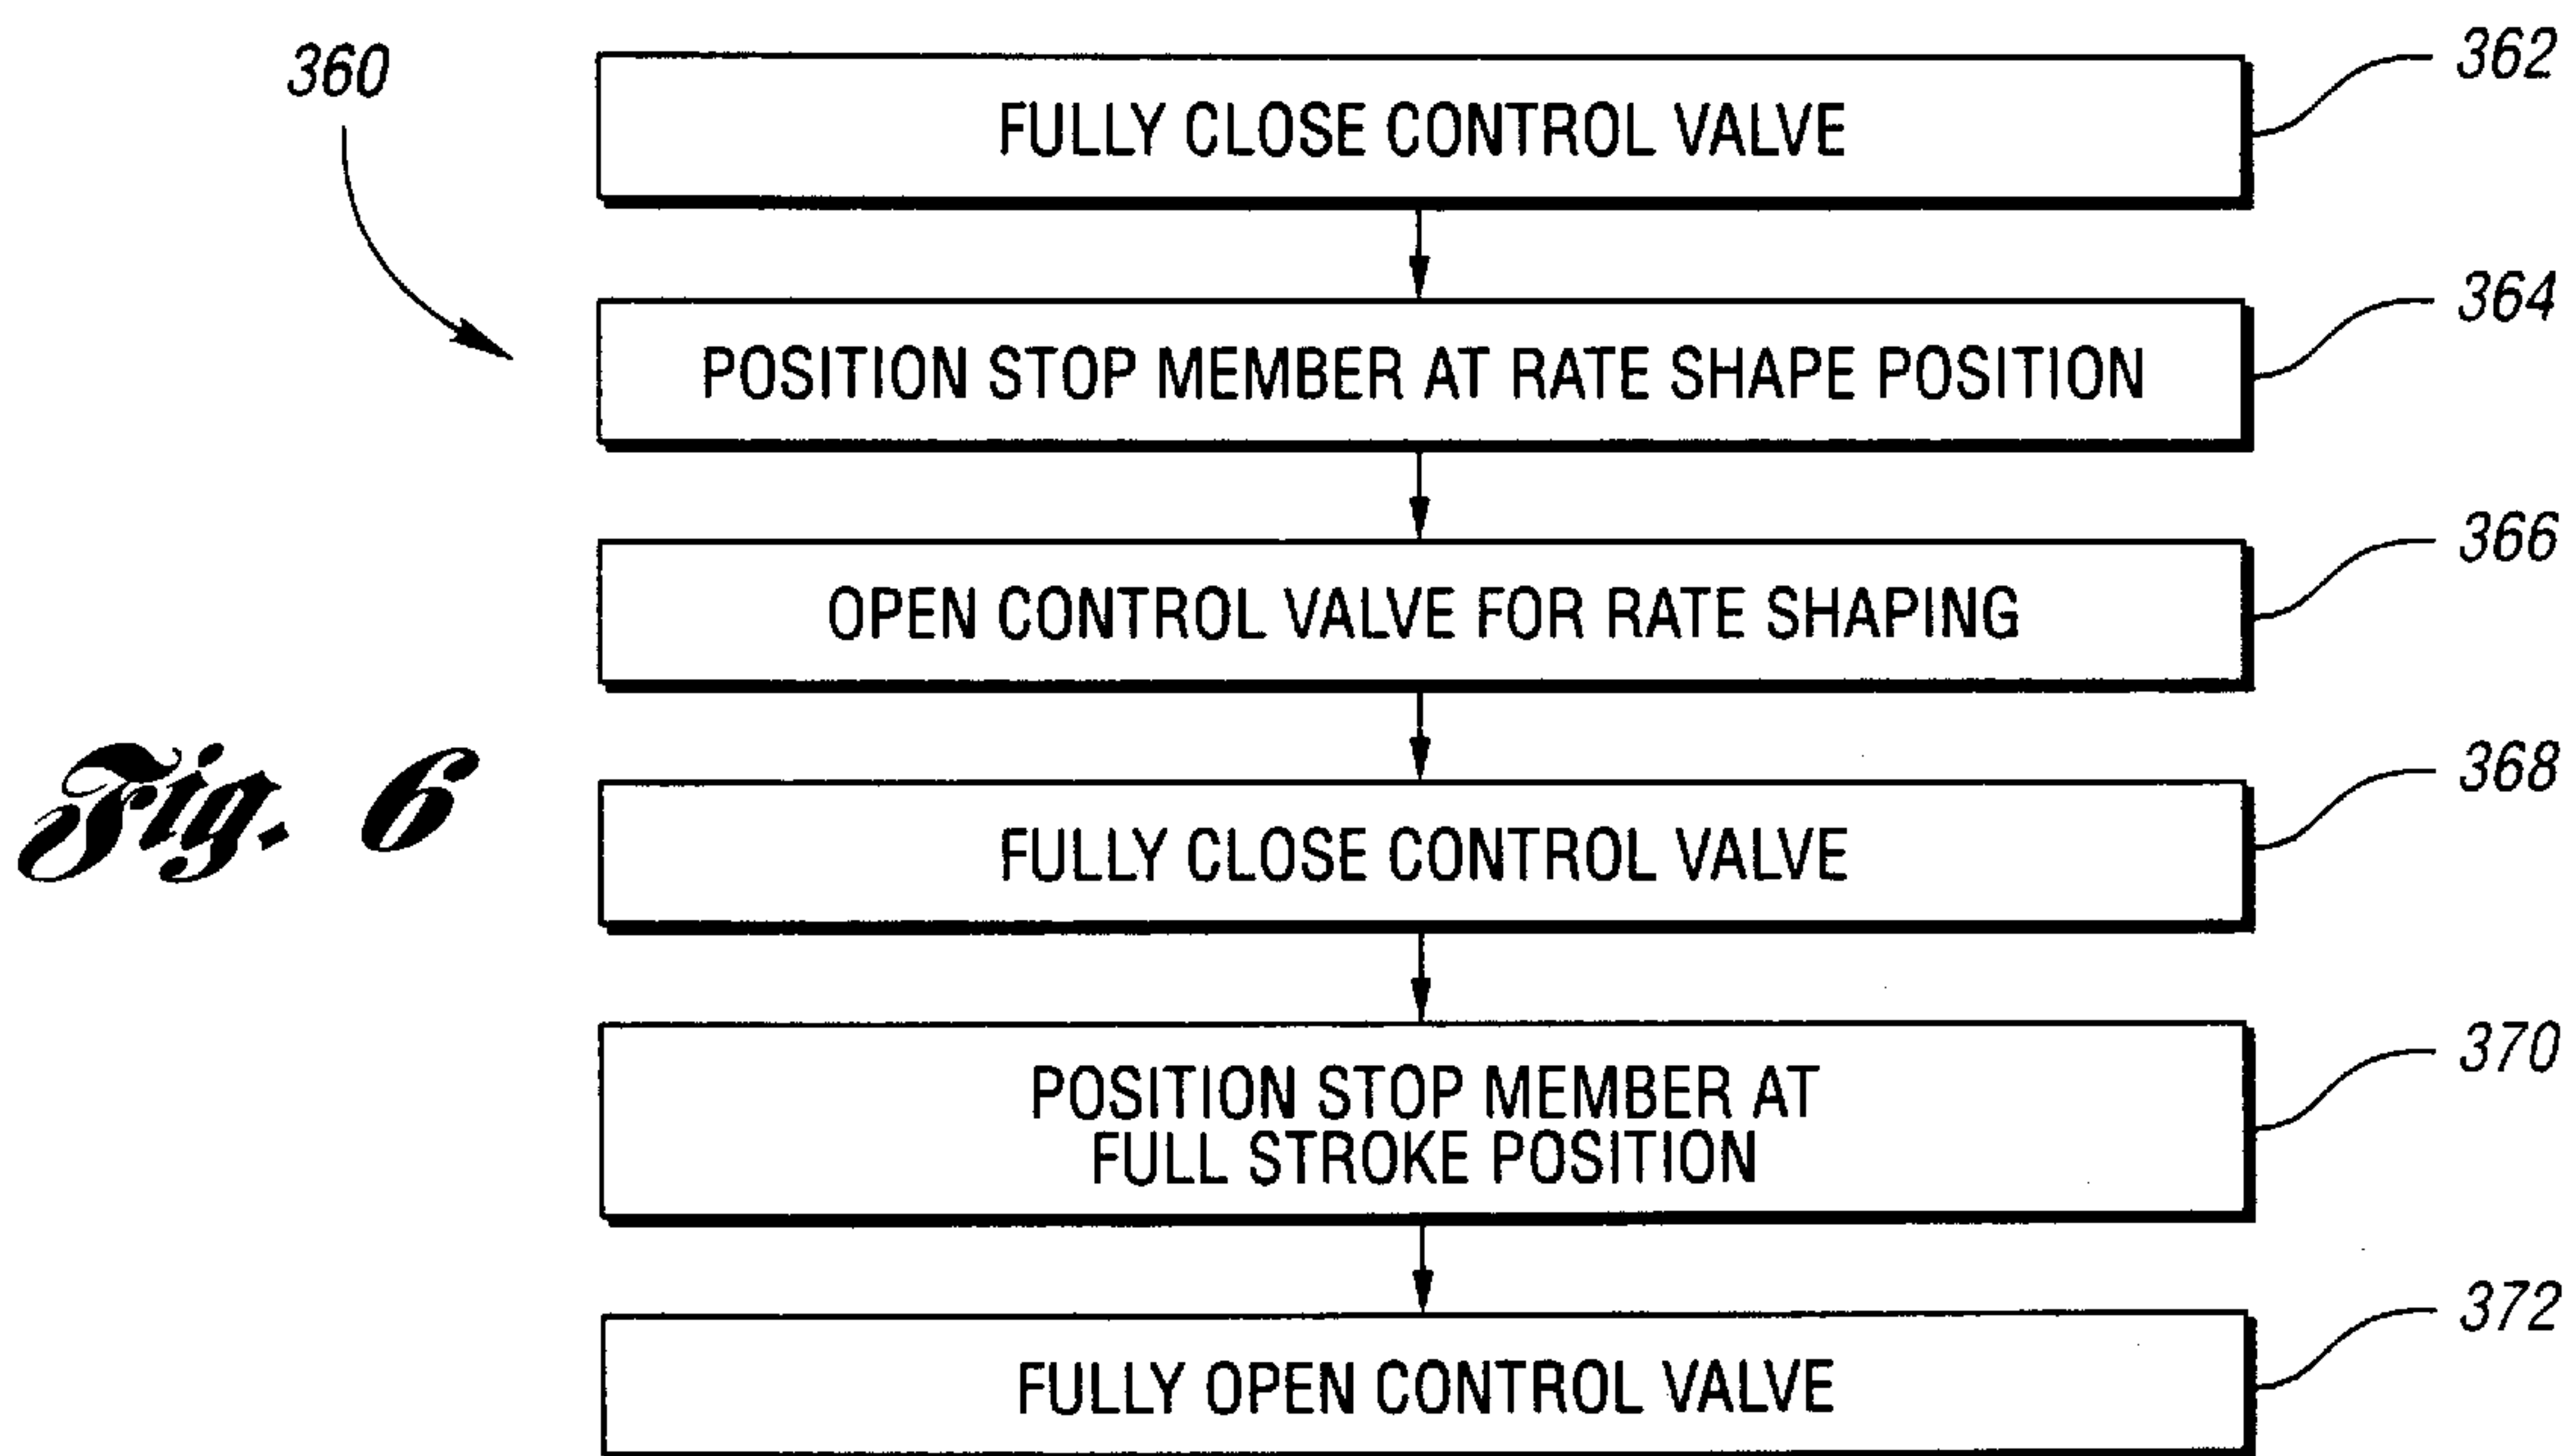 360
FULLY CLOSE CONTROL VALVE
362
POSITION STOP MEMBER AT RATE SHAPE POSITION
364
OPEN CONTROL VALVE FOR RATE SHAPING
366
Fig. 6
FULLY CLOSE CONTROL VALVE
368
POSITION STOP MEMBER AT
FULL STROKE POSITION
370
FULLY OPEN CONTROL VALVE
372